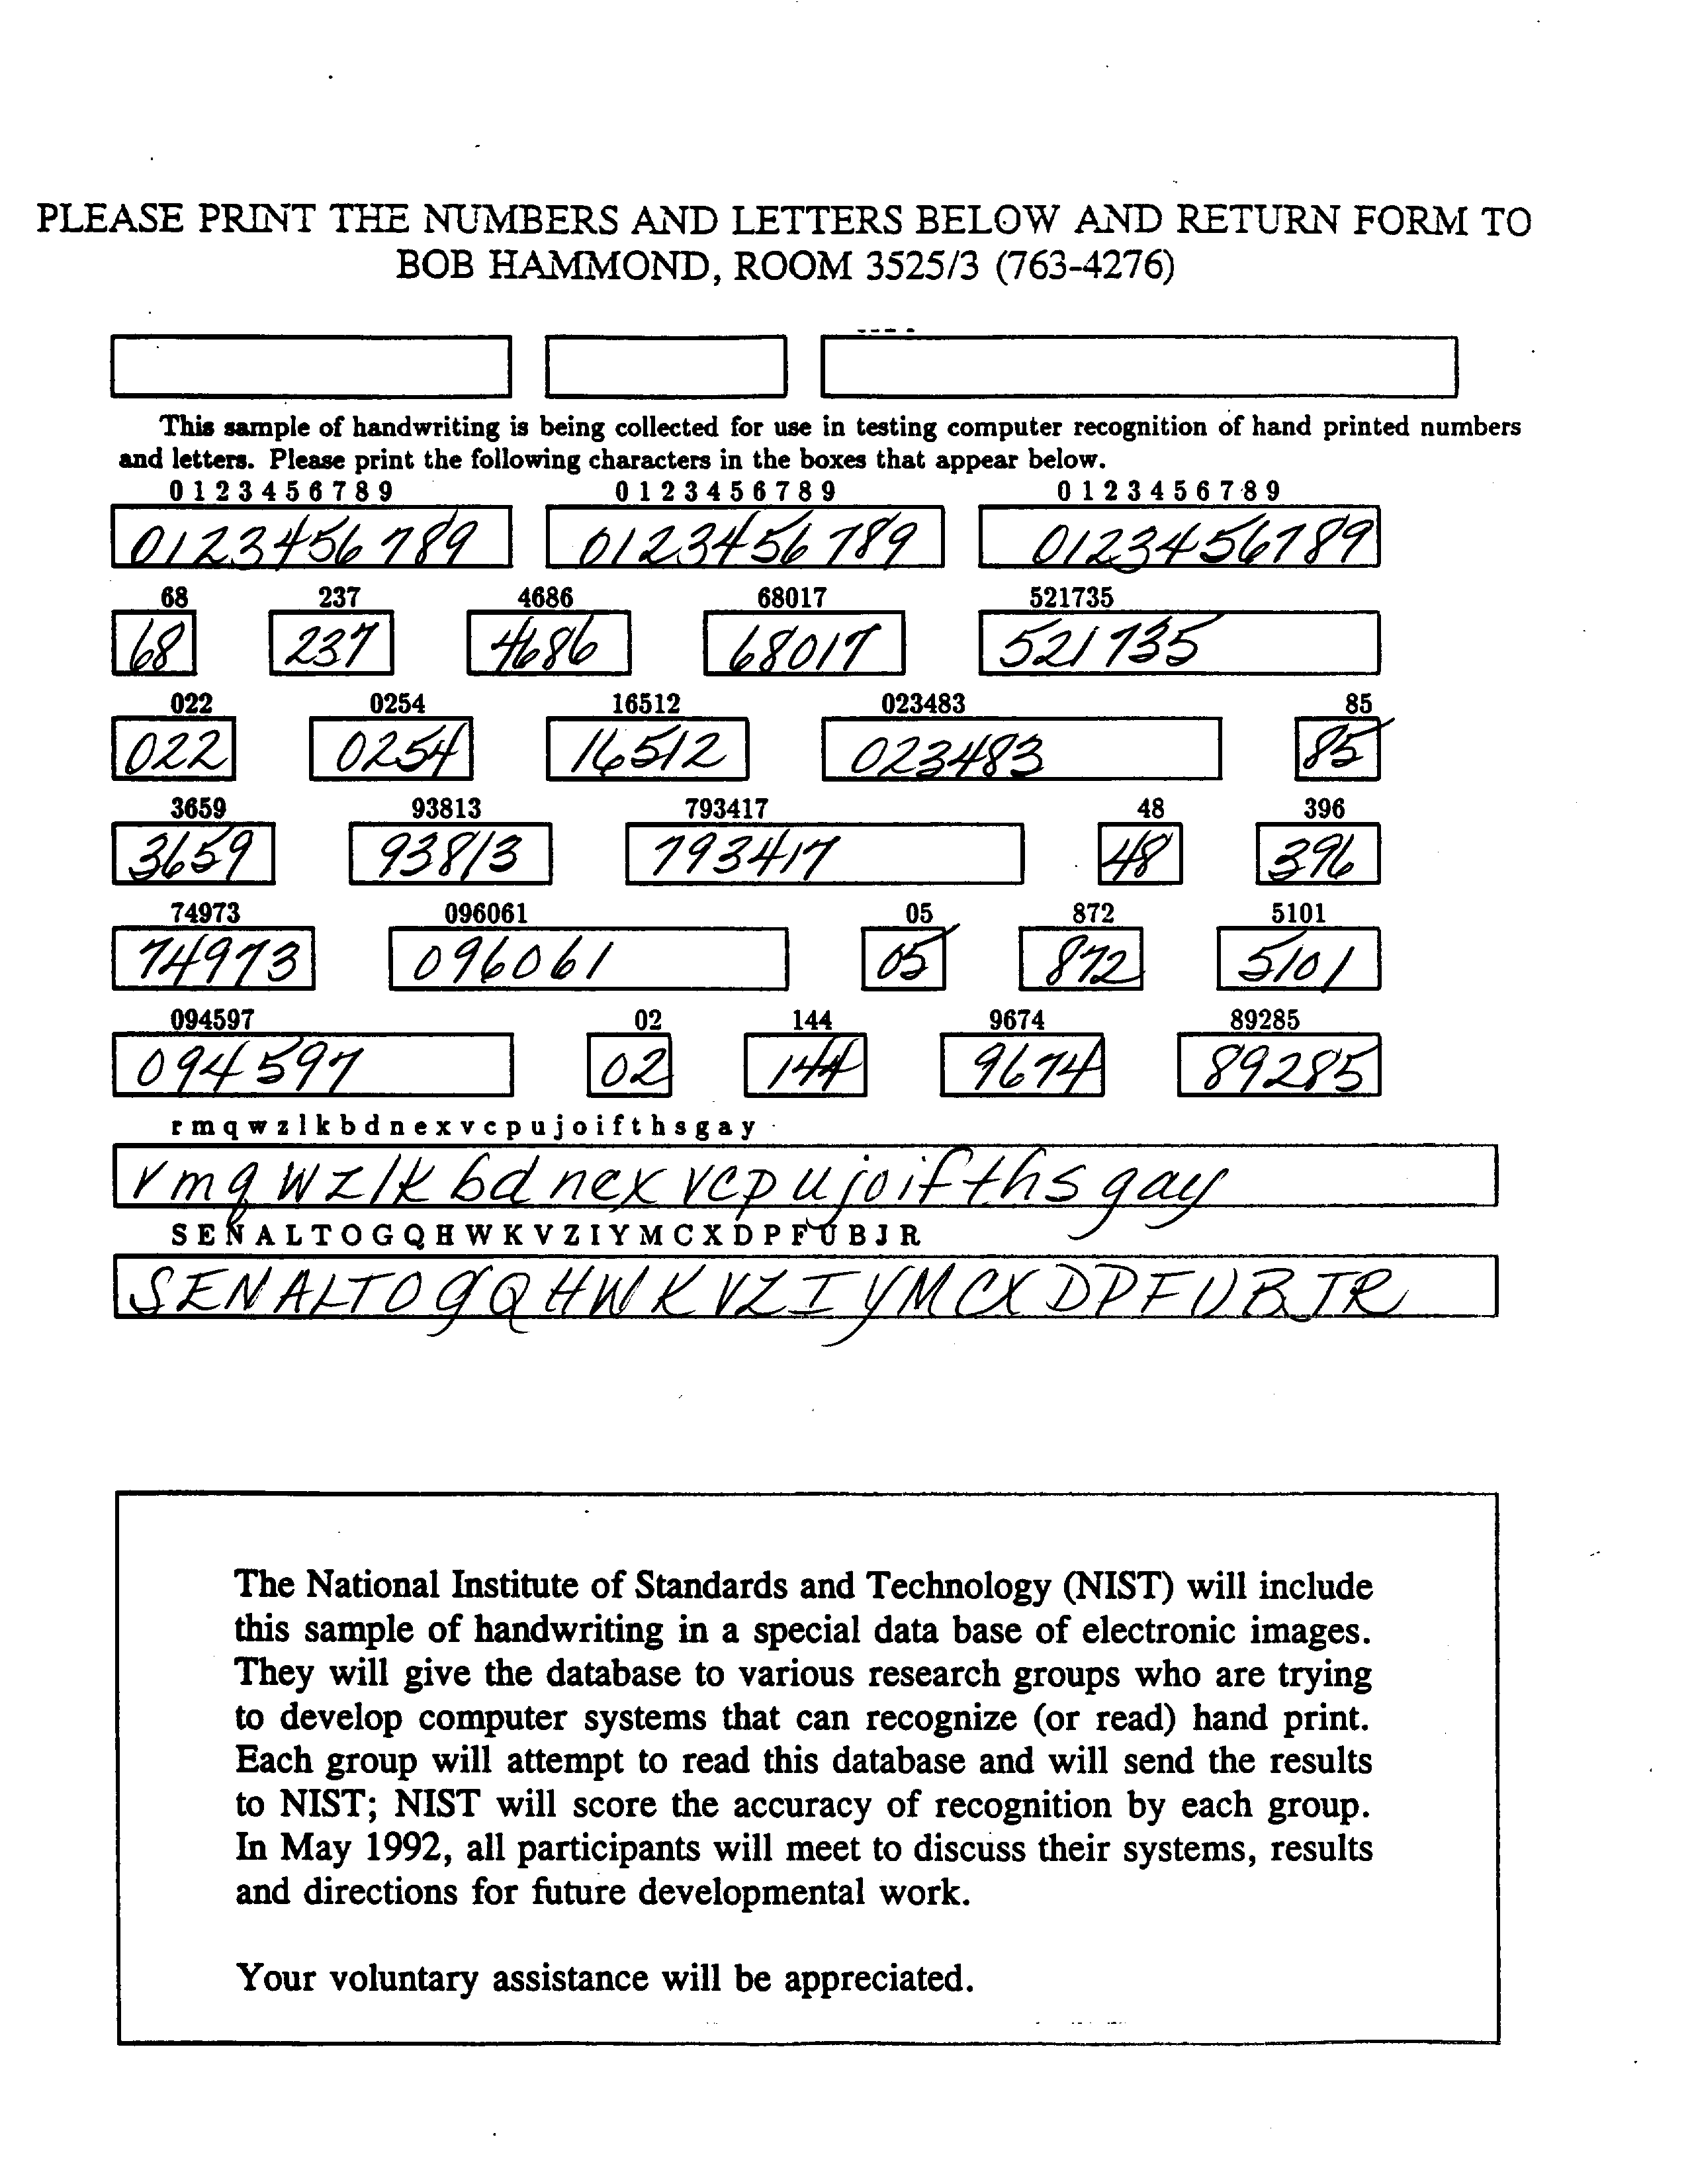 PLEASE PRINT THE NUMBERS AND LETTERS BELOW AND RETURN FORM TO
BOB HAMMOND, ROOM 3525/3 (763-4276)
This sample of handwriting is being collected for use in testing computer recognition of hand printed numbers
and letters. Please print the following characters in the boxes that appear below.
0 1 2 3 4 5 6 7 8 9 0 1 2 3 4 5 6 7 8 9 0 1 2 3 4 5 6 7 8 9
0123456789 0123456789 0123456789
68 237 4686 68017 521735
68 237 4686 68017 521735
022 0254 16512 023483 85
022 0254 16512 023483 85
3659 93813 793417 48 396
3659 93813 793417 48 396
74973 096061 05 872 5101
74973 096061 05 872 5101
094597 02 144 9674 89285
094597 02 144 9674 89285
r m q w z l k b d n e x v c p u j o i f t h s g a y
rmqwzlkbdnexvcpujoifthsgay
S E N A L T O G Q H W K V Z I Y M C X D P F U B J R
SENALTOGQHWKVZIYMCXDPFUBJR
The National Institute of Standards and Technology (NIST) will include
this sample of handwriting in a special data base of electronic images.
They will give the database to various research groups who are trying
to develop computer systems that can recognize (or read) hand print.
Each group will attempt to read this database and will send the results
to NIST; NIST will score the accuracy of recognition by each group.
In May 1992, all participants will meet to discuss their systems, results
and directions for future developmental work.
Your voluntary assistance will be appreciated.